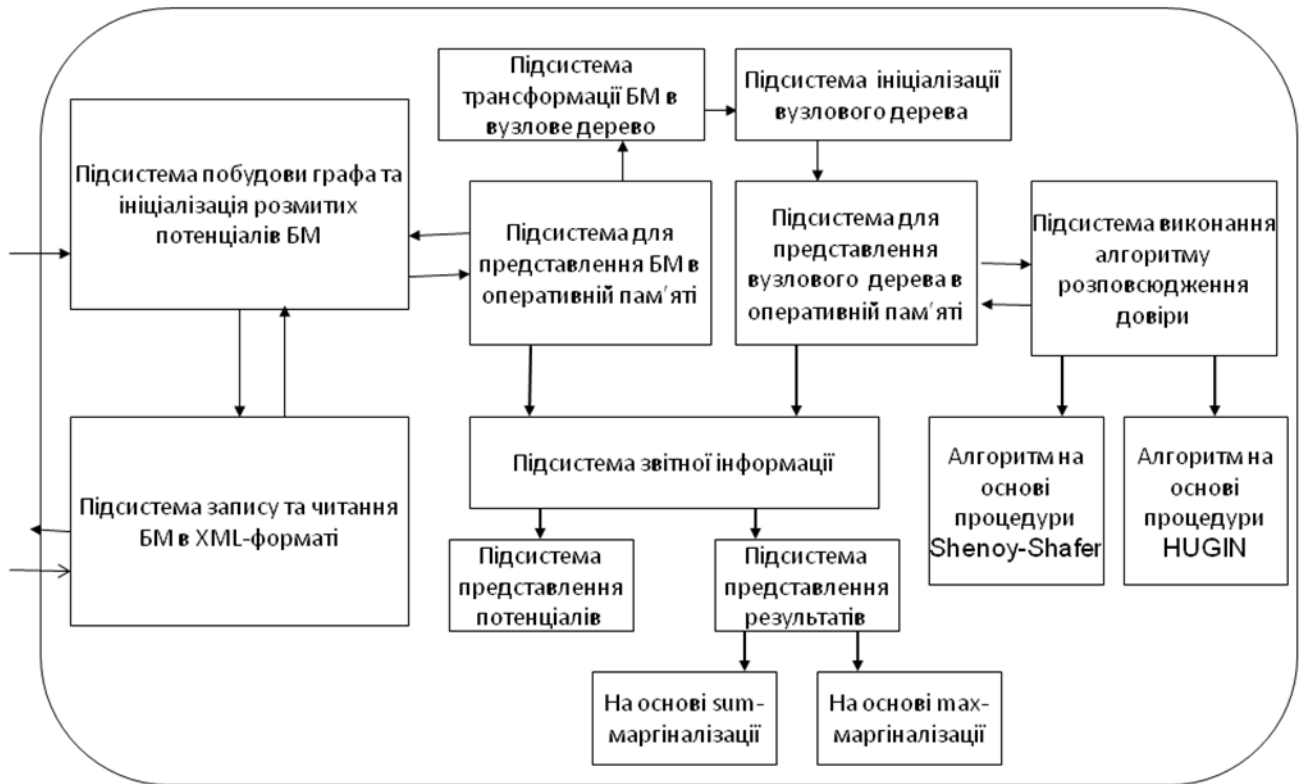 Підсистема
трансформації БМ в
вузлове дерево
Підсистема ініціалізації
вузлового дерева
Підсистема побудови графа та
ініціалізація розмитих
потенціалів БМ
Підсистема для
представлення БМ в
оперативній пам'яті
Підсистема для
представлення
вузлового дерева в
оперативній пам'яті
Підсистема виконання
алгоритму
розповсюдження
довіри
Підсистема запису та читання
БМ в XML-форматі
Підсистема звітної інформації
Алгоритм на
основі
процедури
Shenoy-Shafer
Алгоритм на
основі
процедури
HUGIN
Підсистема
представлення
потенціалів
Підсистема
представлення
результатів
На основі sum-
маргіналізації
На основі max-
маргіналізації